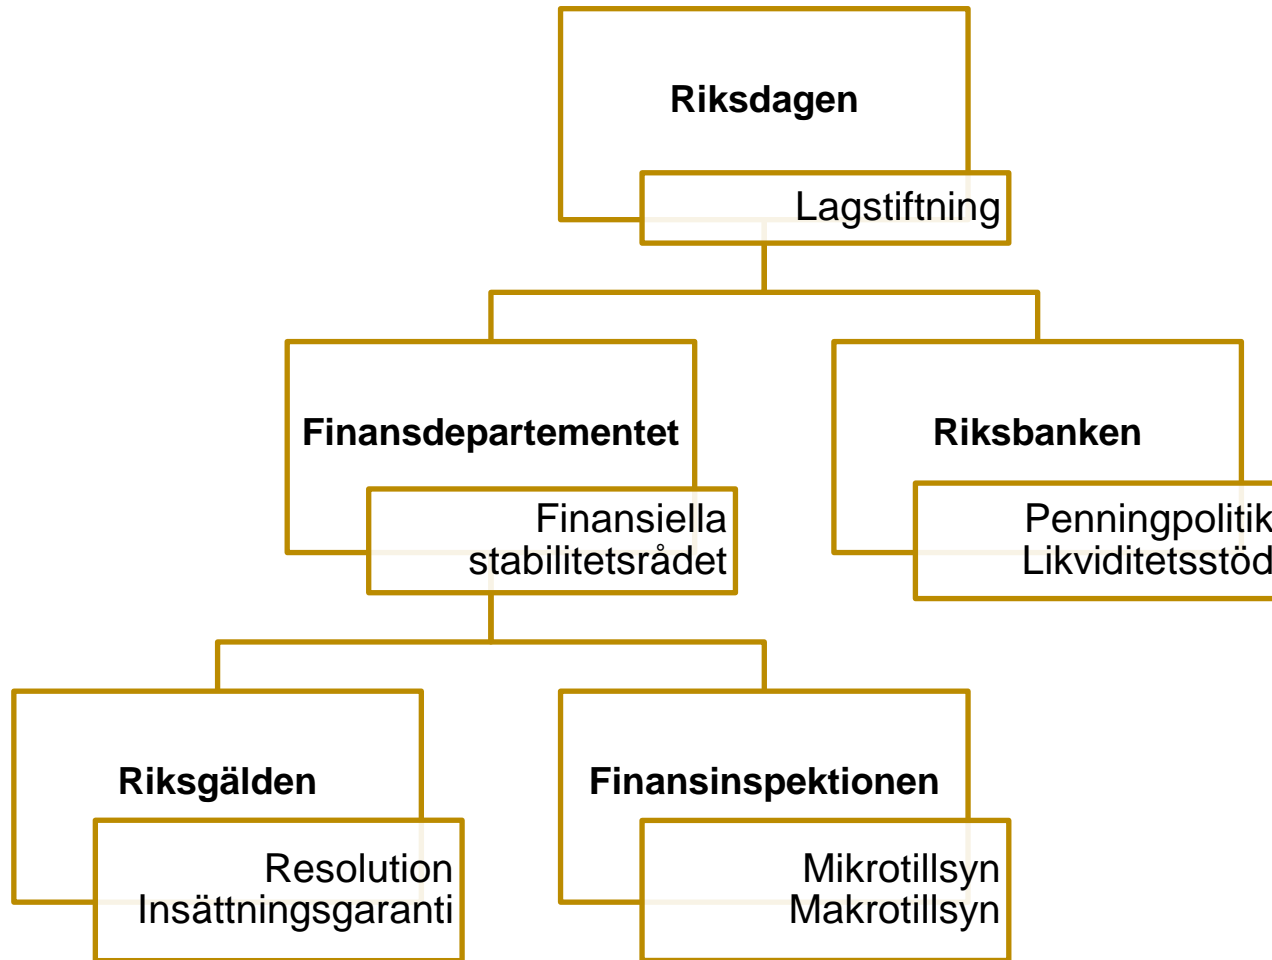 Riksdagen
Lagstiftning
Finansdepartementet
Finansiella
stabilitetsrådet
Riksbanken
Penningpolitik
Likviditetsstöd
Riksgälden
Resolution
Insättningsgaranti
Finansinspektionen
Mikrotillsyn
Makrotillsyn